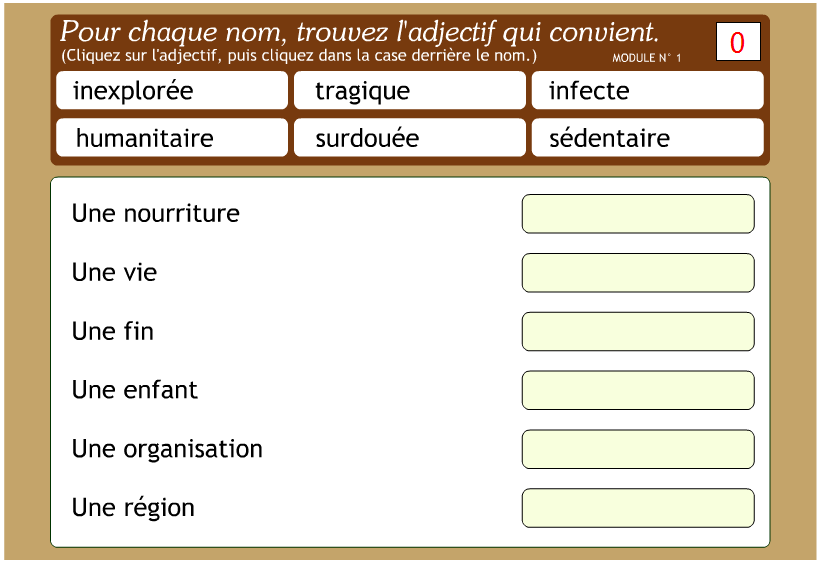 Pour chaque nom, trouvez l'adjectif qui convient.
0
(Cliquez sur l'adjectif, puis cliquez dans la case derrière le nom.)
MODULE N° 1
inexplorée tragique infecte
humanitaire surdouée sédentaire
Une nourriture
Une vie
Une fin
Une enfant
Une organisation
Une région